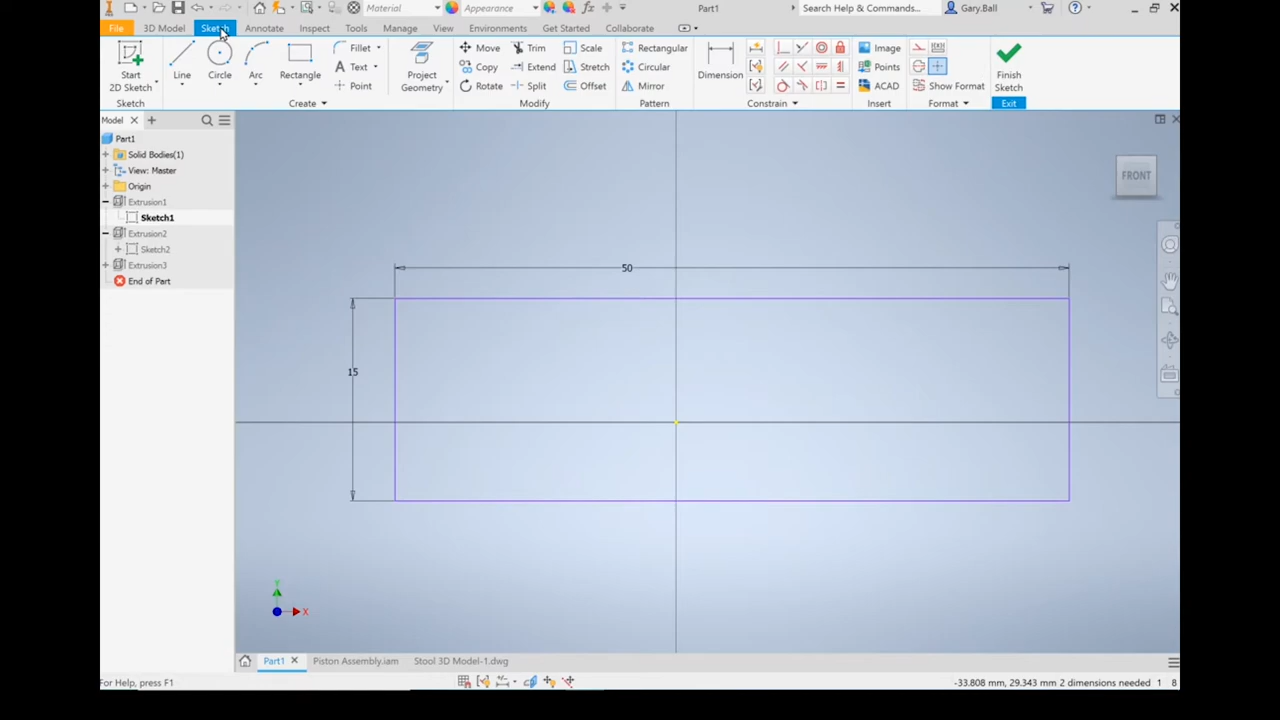 Material
Appearance
Part1
Search Help & Commands...
Gary.Ball
File
3D Model
Sketch
Annotate
Inspect
Tools
Manage
View
Environments
Get Started
Collaborate
Start
2D Sketch
Line
Circle
Arc
Rectangle
Fillet
Text
Point
Project
Geometry
Move
Copy
Rotate
Trim
Extend
Split
Scale
Stretch
Offset
Rectangular
Circular
Mirror
Dimension
Image
Points
ACAD
Show Format
Finish
Sketch
Sketch
Create
Modify
Pattern
Constrain
Insert
Format
Exit
Model
Part1
Solid Bodies(1)
View: Master
Origin
Extrusion1
Sketch1
Extrusion2
Sketch2
Extrusion3
End of Part
FRONT
50
15
Y
X
Part1
Piston Assembly.iam
Stool 3D Model-1.dwg
For Help, press F1
-33.808 mm, 29.343 mm 2 dimensions needed 1 8